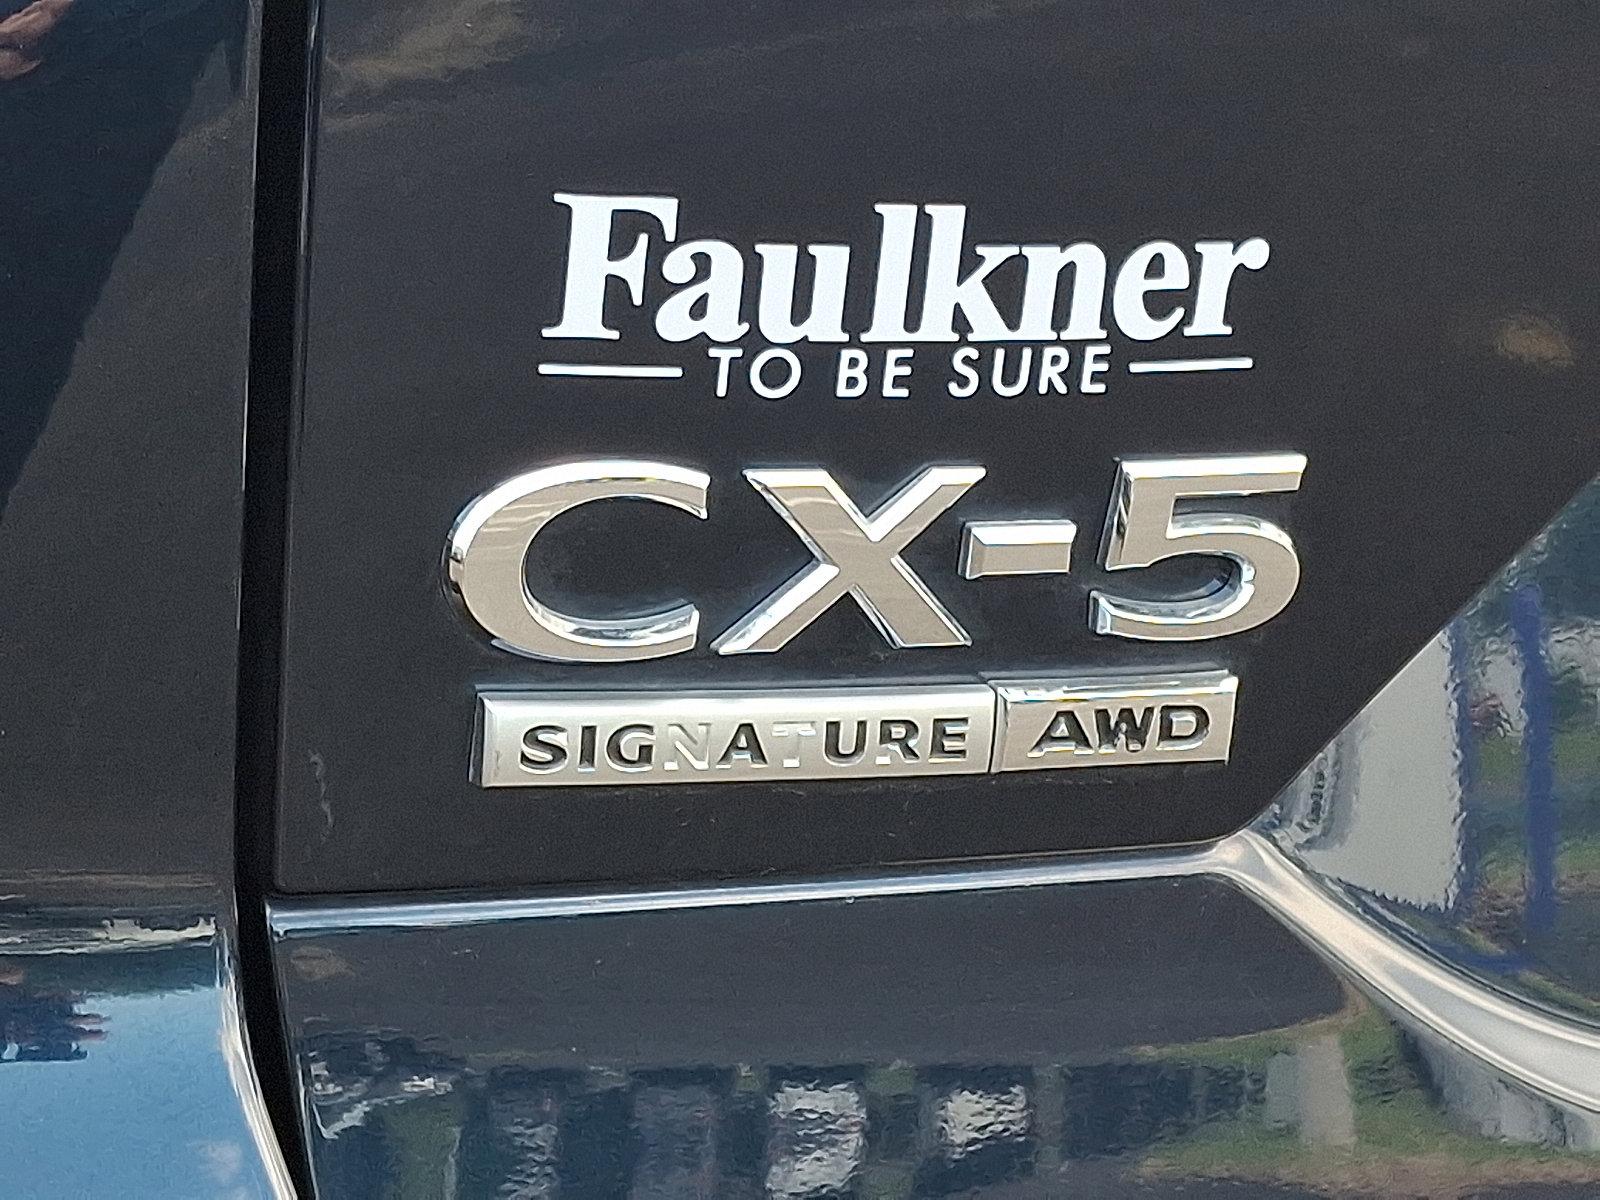 Faulkner
TO BE SURE
CX-5
SIGNATURE AWD